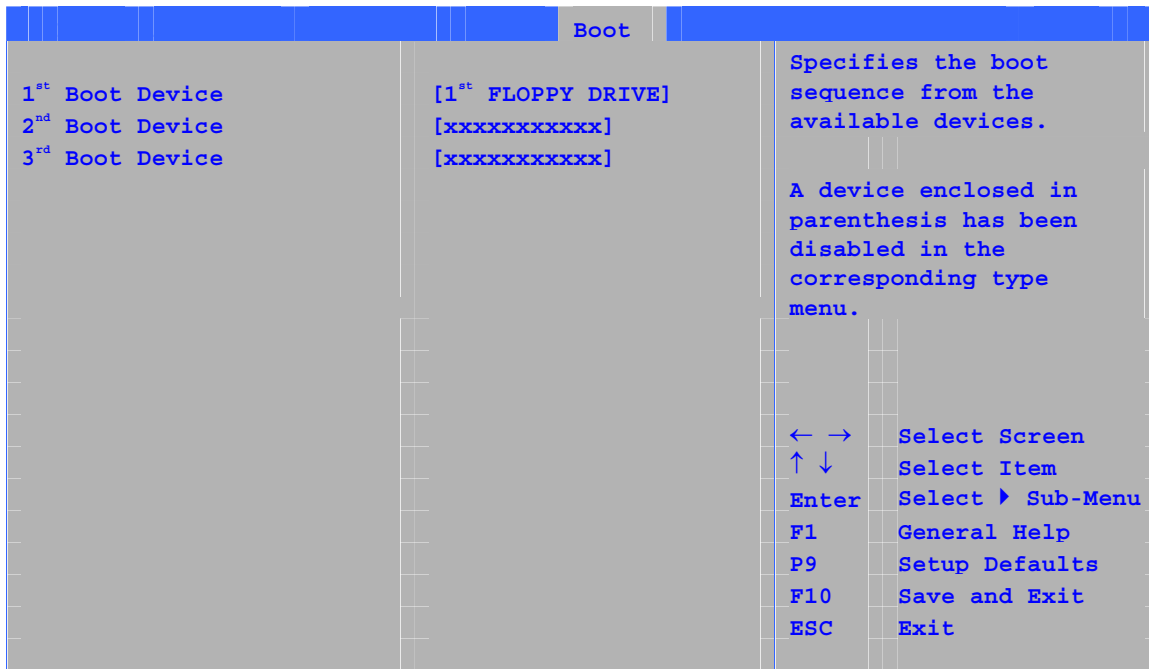 Boot
1st Boot Device [1st FLOPPY DRIVE]
2nd Boot Device [xxxxxxxxxxx]
3rd Boot Device [xxxxxxxxxxx]
Specifies the boot
sequence from the
available devices.
A device enclosed in
parenthesis has been
disabled in the
corresponding type
menu.
← → Select Screen
↑ ↓ Select Item
Enter Select ▶ Sub-Menu
F1 General Help
P9 Setup Defaults
F10 Save and Exit
ESC Exit